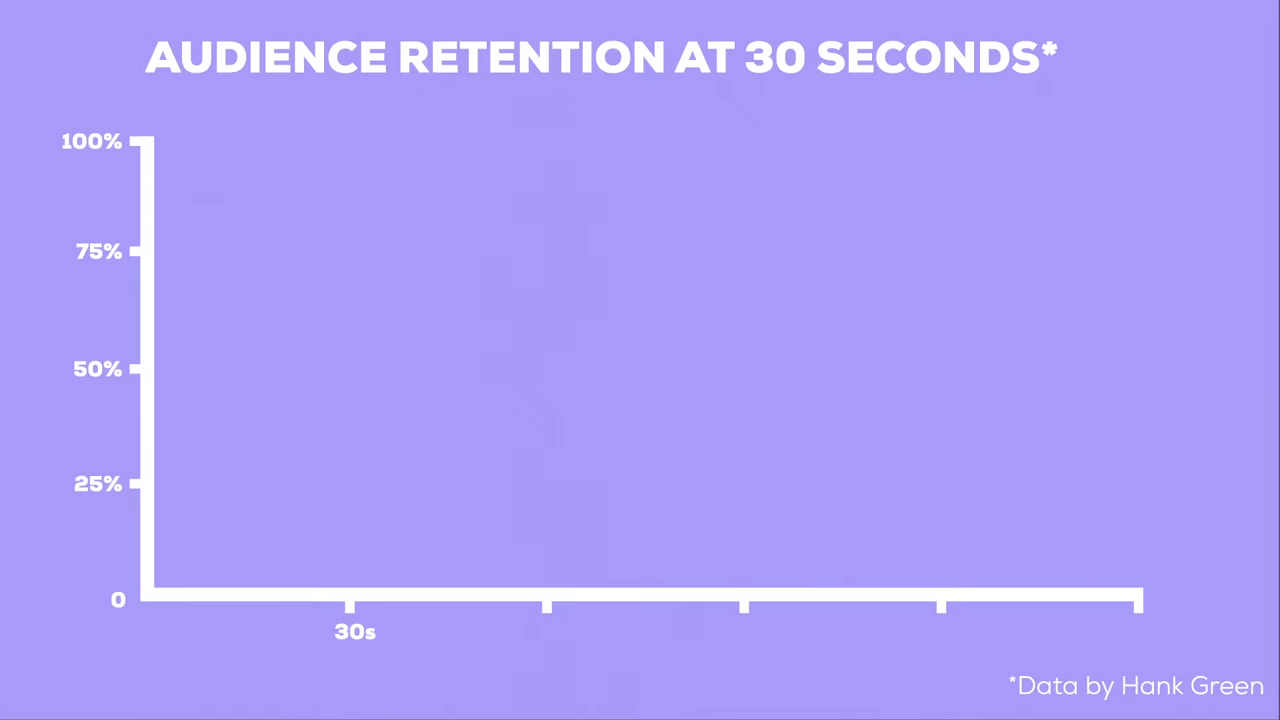 AUDIENCE RETENTION AT 30 SECONDS*
100%
75%
50%
25%
0
30s
*Data by Hank Green